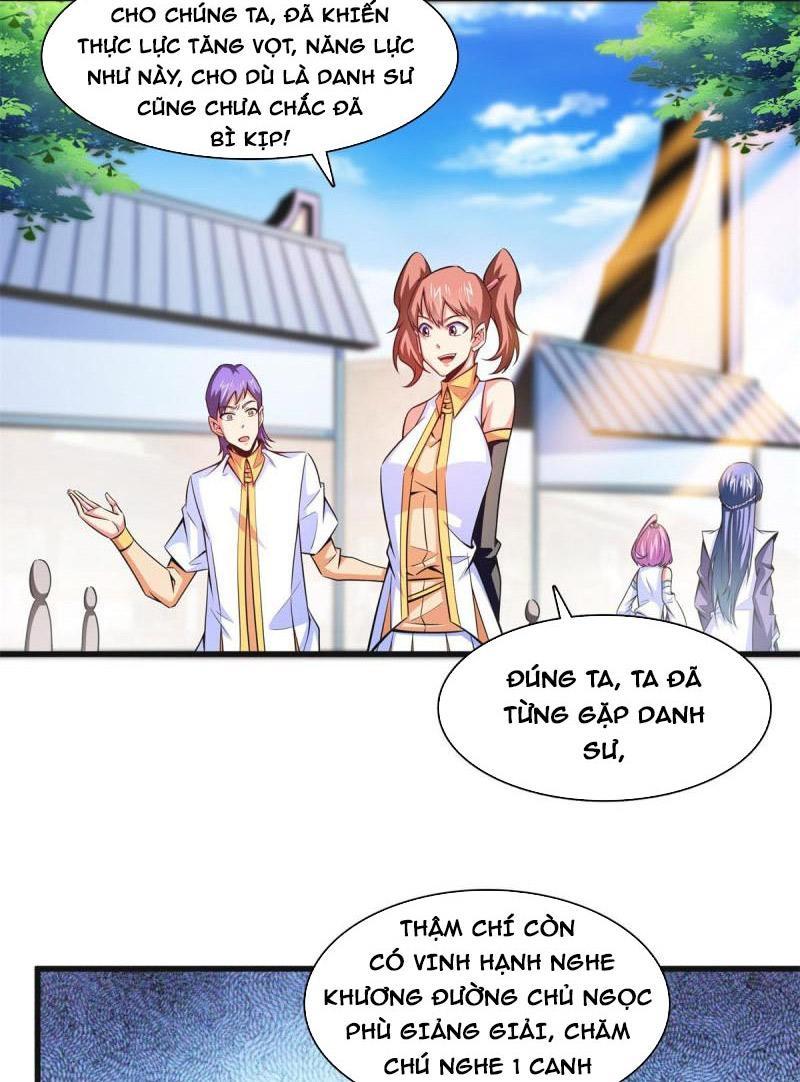 CHO CHÚNG TA, ĐÃ KHIẾN
THỰC LỰC TĂNG VỌT, NĂNG LỰC
NHƯ NÀY, CHO DÙ LÀ DANH SƯ
CŨNG CHƯA CHẮC ĐÃ
BÌ KỊP!
ĐÚNG TA, TA ĐÃ
TỪNG GẶP DANH
SƯ,
THẬM CHÍ CÒN
CÓ VINH HẠNH NGHE
KHƯƠNG ĐƯỜNG CHỦ NGỌC
PHÙ GIẢNG GIẢI, CHĂM
CHÚ NGHE 1 CANH